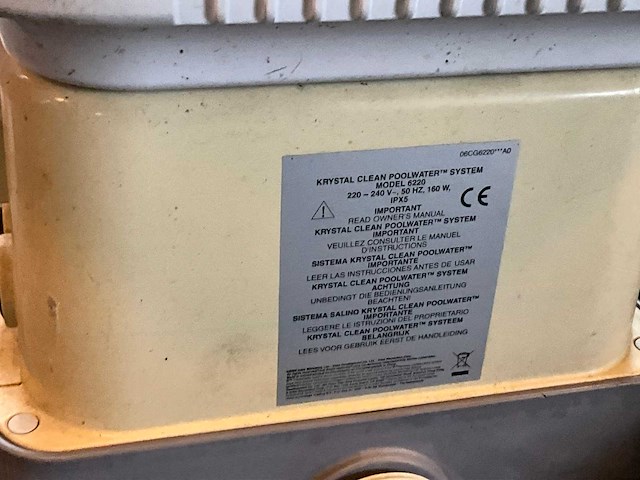 06CG6220***A0
KRYSTAL CLEAN POOLWATER™ SYSTEM
MODEL 6220
220 – 240 V~, 50 HZ, 160 W,
IPX5
CE
IMPORTANT
READ OWNER'S MANUAL
KRYSTAL CLEAN POOLWATER™ SYSTEM
IMPORTANT
VEUILLEZ CONSULTER LE MANUEL
D'INSTRUCTIONS
SISTEMA KRYSTAL CLEAN POOLWATER™
IMPORTANTE
LEER LAS INSTRUCCIONES ANTES DE USAR
KRYSTAL CLEAN POOLWATER™ SYSTEM
ACHTUNG
UNBEDINGT DIE BEDIENUNGSANLEITUNG
BEACHTEN!
SISTEMA SALINO KRYSTAL CLEAN POOLWATER™
IMPORTANTE
LEGGERE LE ISTRUZIONI DEL PROPRIETARIO
KRYSTAL CLEAN POOLWATER™ SYSTEEM
BELANGRIJK
LEES VOOR GEBRUIK EERST DE HANDLEIDING